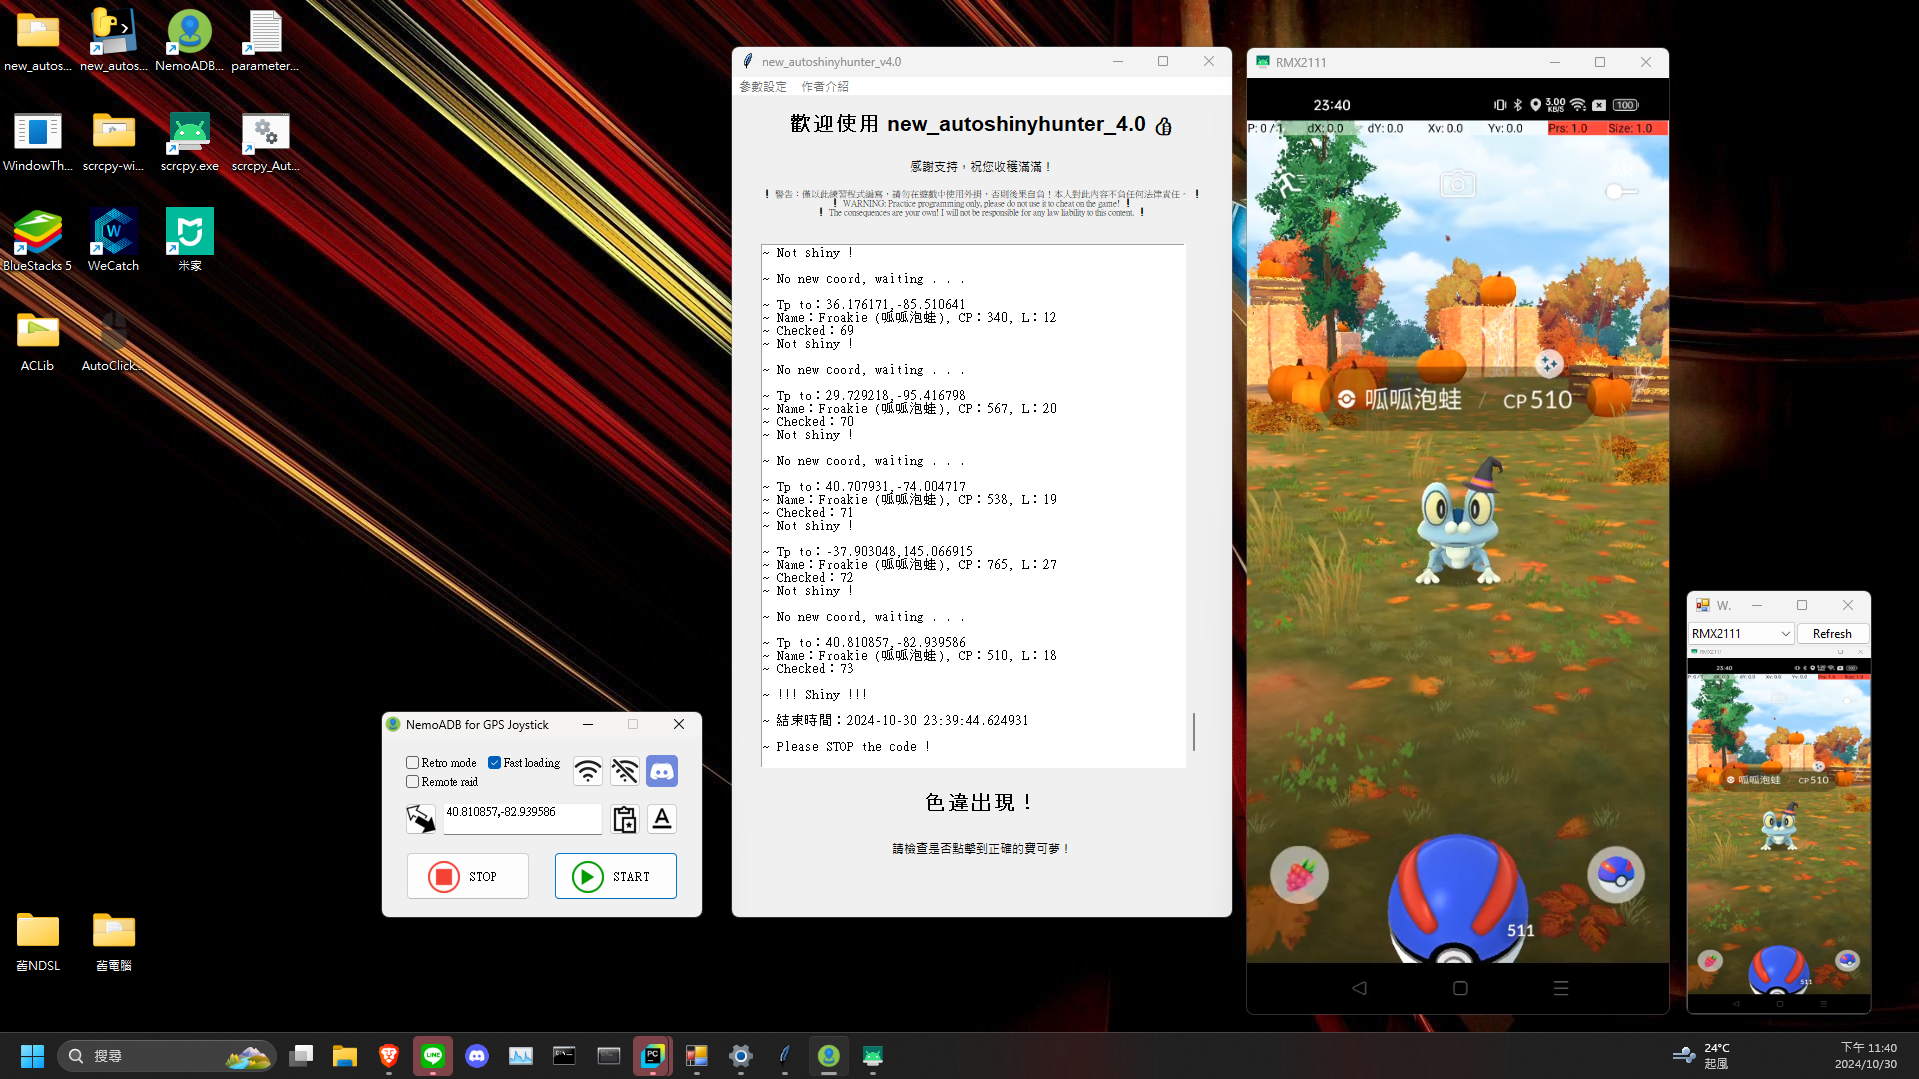 new_autos...
new_autos...
NemoADB...
parameter...
WindowTh...
scrcpy-wi...
scrcpy.exe
scrcpy_Aut...
BlueStacks 5
WeCatch
米家
ACLib
AutoClick...
舊NDSL
舊電腦
NemoADB for GPS Joystick
Retro mode
Fast loading
Remote raid
40.810857,-82.939586
STOP
START
new_autoshinyhunter_v4.0
參數設定 作者介紹
歡迎使用 new_autoshinyhunter_4.0
感謝支持，祝您收穫滿滿！
❗ 警告：僅以此練習程式編寫，請勿在遊戲中使用外掛，否則後果自負！本人對此內容不負任何法律責任。❗
❗ WARNING: Practice programming only, please do not use it to cheat on the game! ❗
❗ The consequences are your own! I will not be responsible for any law liability to this content. ❗
~ Not shiny !
~ No new coord, waiting . . .
~ Tp to：36.176171,-85.510641
~ Name：Froakie (呱呱泡蛙), CP：340, L：12
~ Checked：69
~ Not shiny !
~ No new coord, waiting . . .
~ Tp to：29.729218,-95.416798
~ Name：Froakie (呱呱泡蛙), CP：567, L：20
~ Checked：70
~ Not shiny !
~ No new coord, waiting . . .
~ Tp to：40.707931,-74.004717
~ Name：Froakie (呱呱泡蛙), CP：538, L：19
~ Checked：71
~ Not shiny !
~ Tp to：-37.903048,145.066915
~ Name：Froakie (呱呱泡蛙), CP：765, L：27
~ Checked：72
~ Not shiny !
~ No new coord, waiting . . .
~ Tp to：40.810857,-82.939586
~ Name：Froakie (呱呱泡蛙), CP：510, L：18
~ Checked：73
~ !!! Shiny !!!
~ 結束時間：2024-10-30 23:39:44.624931
~ Please STOP the code !
色違出現！
請檢查是否點擊到正確的寶可夢！
RMX2111
23:40
3.00 KB/S
100
P: 0 / 1 dX: 0.0 dY: 0.0 Xv: 0.0 Yv: 0.0 Prs: 1.0 Size: 1.0
呱呱泡蛙 / CP510
511
W.
RMX2111
Refresh
RMX2111
23:40
呱呱泡蛙 CP510
511
搜尋
LINE
PC
24°C
起風
下午 11:40
2024/10/30